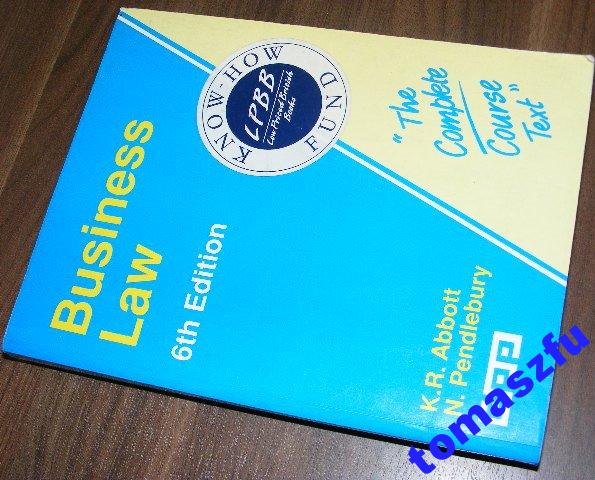 Business
Law
6th Edition
KNOW-HOW
FUND
LPBB
Low Priced British
Books
"The
Complete
Course
Text"
K.R. Abbott
N. Pendlebury
tomaszfu